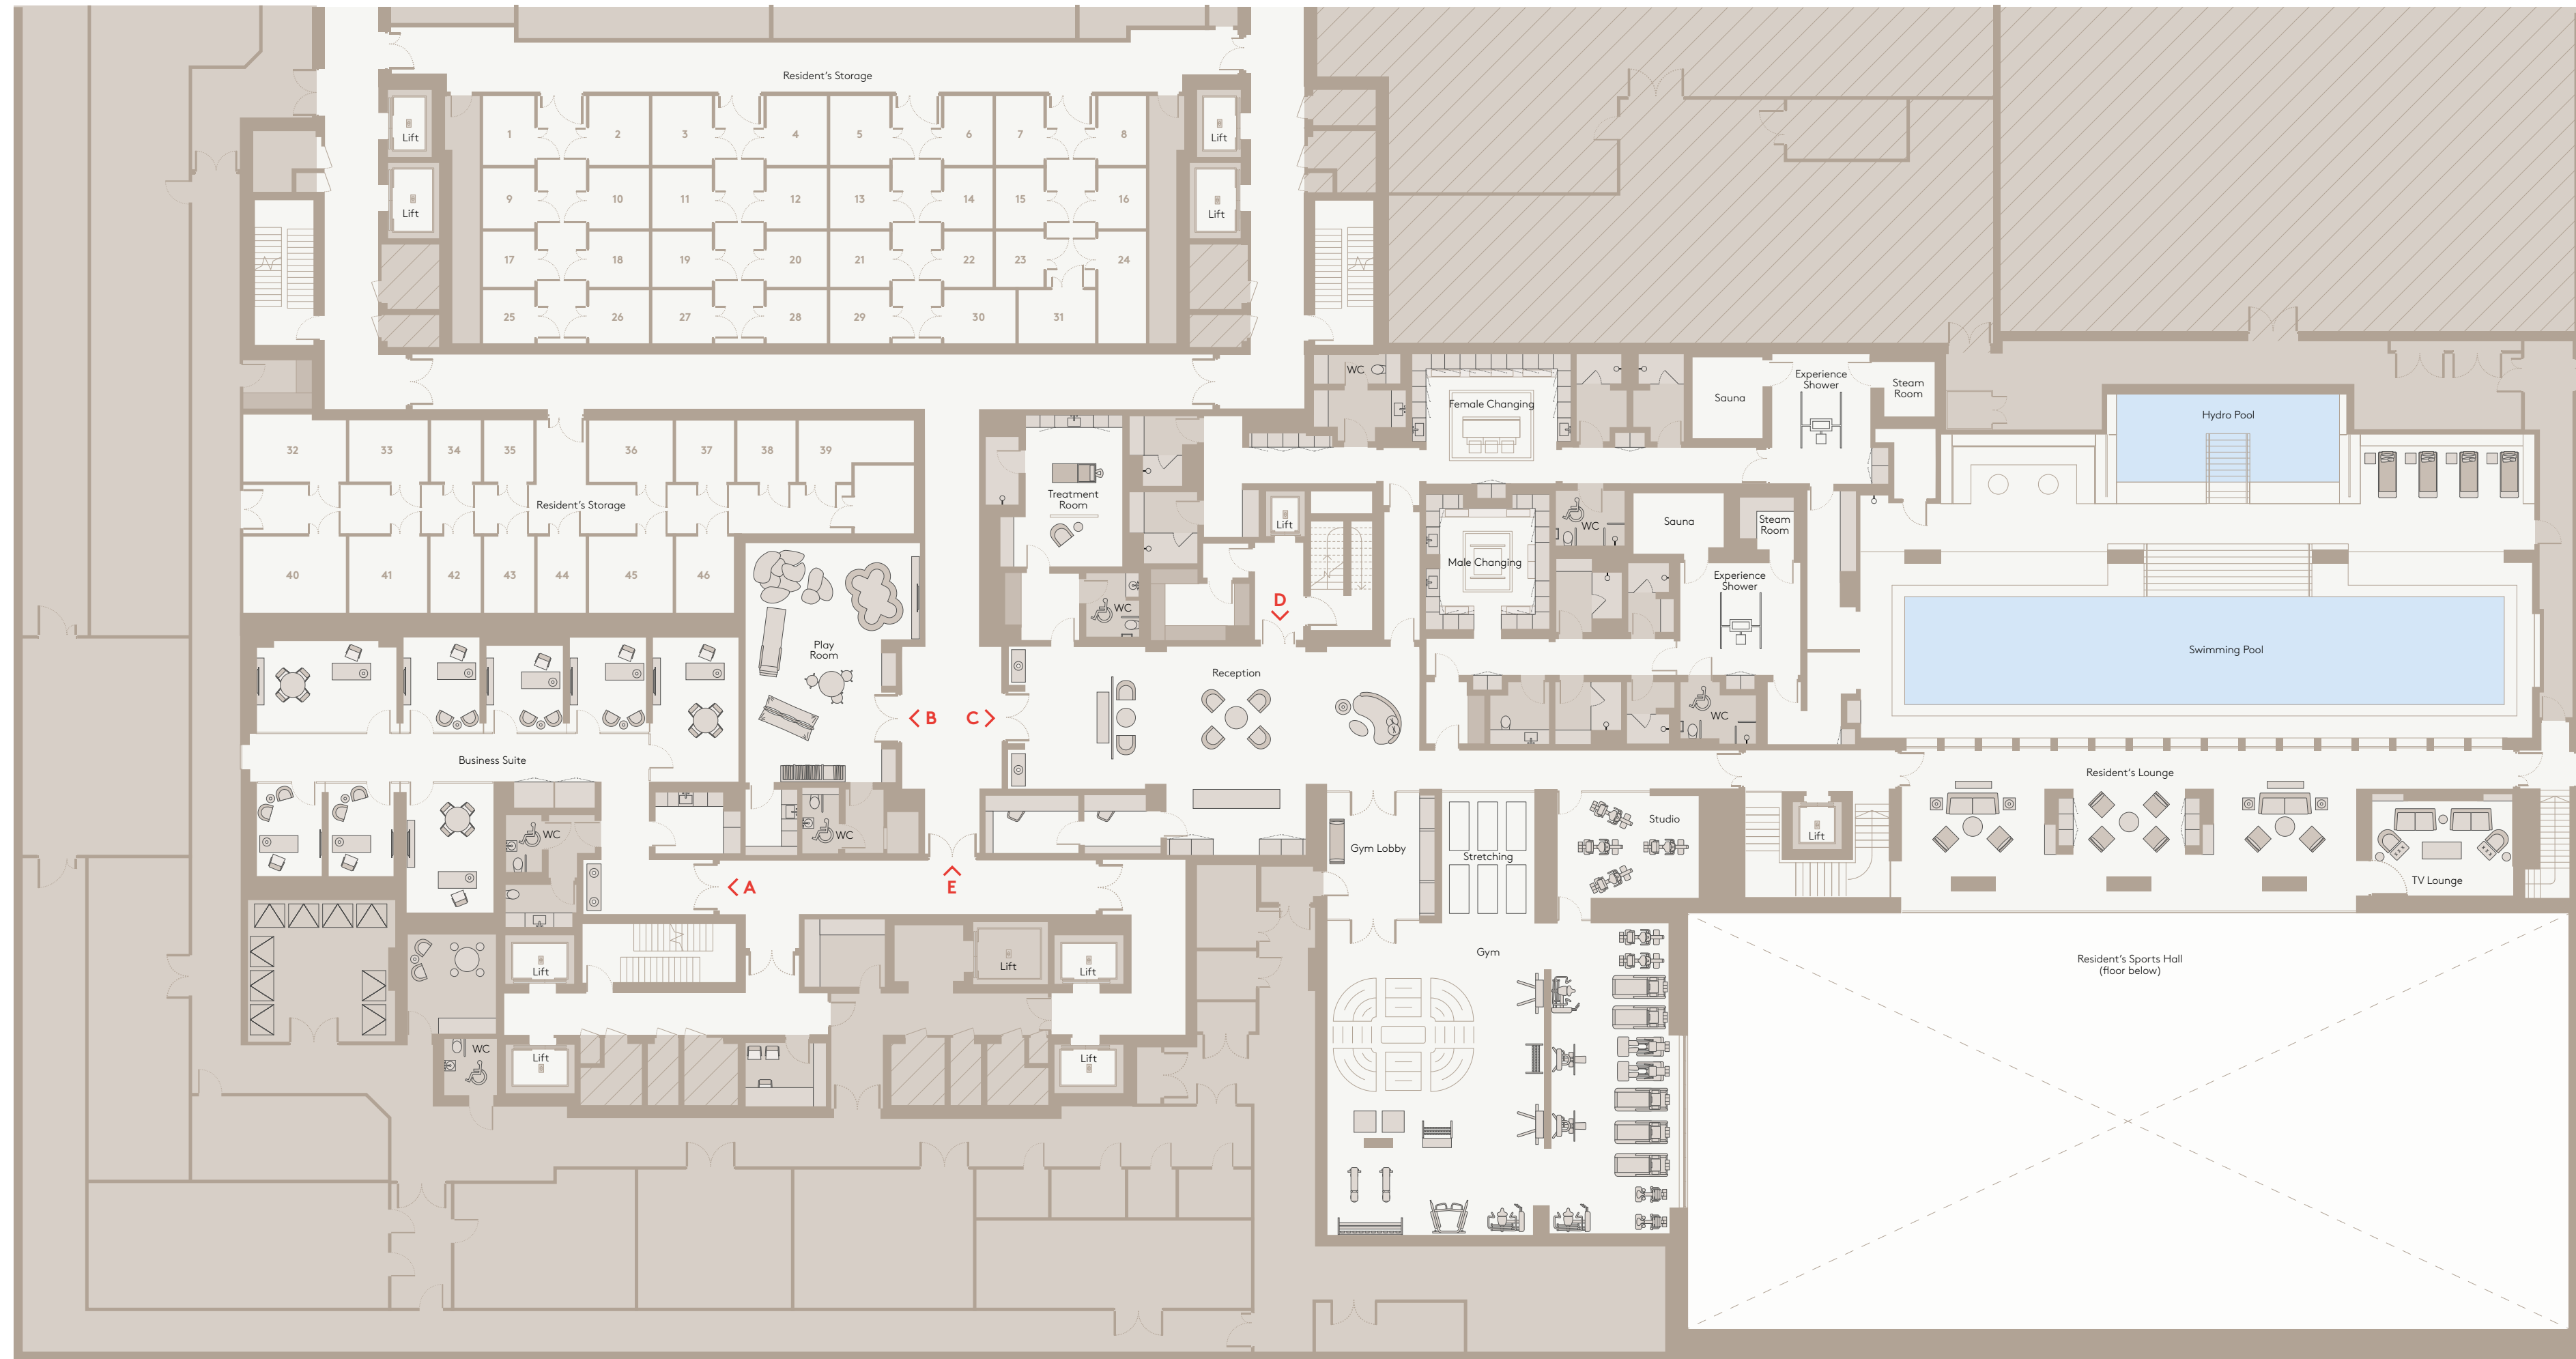 Resident's Storage
Lift
Lift
1
2
3
4
5
6
7
8
Lift
Lift
9
10
11
12
13
14
15
16
17
18
19
20
21
22
23
24
25
26
27
28
29
30
31
WC
Female Changing
Sauna
Experience
Shower
Steam
Room
Hydro Pool
32
33
34
35
36
37
38
39
Resident's Storage
Treatment
Room
Lift
Male Changing
WC
Sauna
Steam
Room
40
41
42
43
44
45
46
WC
D
Experience
Shower
Play
Room
Reception
Swimming Pool
B
C
WC
Business Suite
Resident's Lounge
WC
WC
Gym Lobby
Stretching
Studio
Lift
TV Lounge
A
E
Lift
Lift
Lift
Gym
Resident's Sports Hall
(floor below)
WC
Lift
Lift